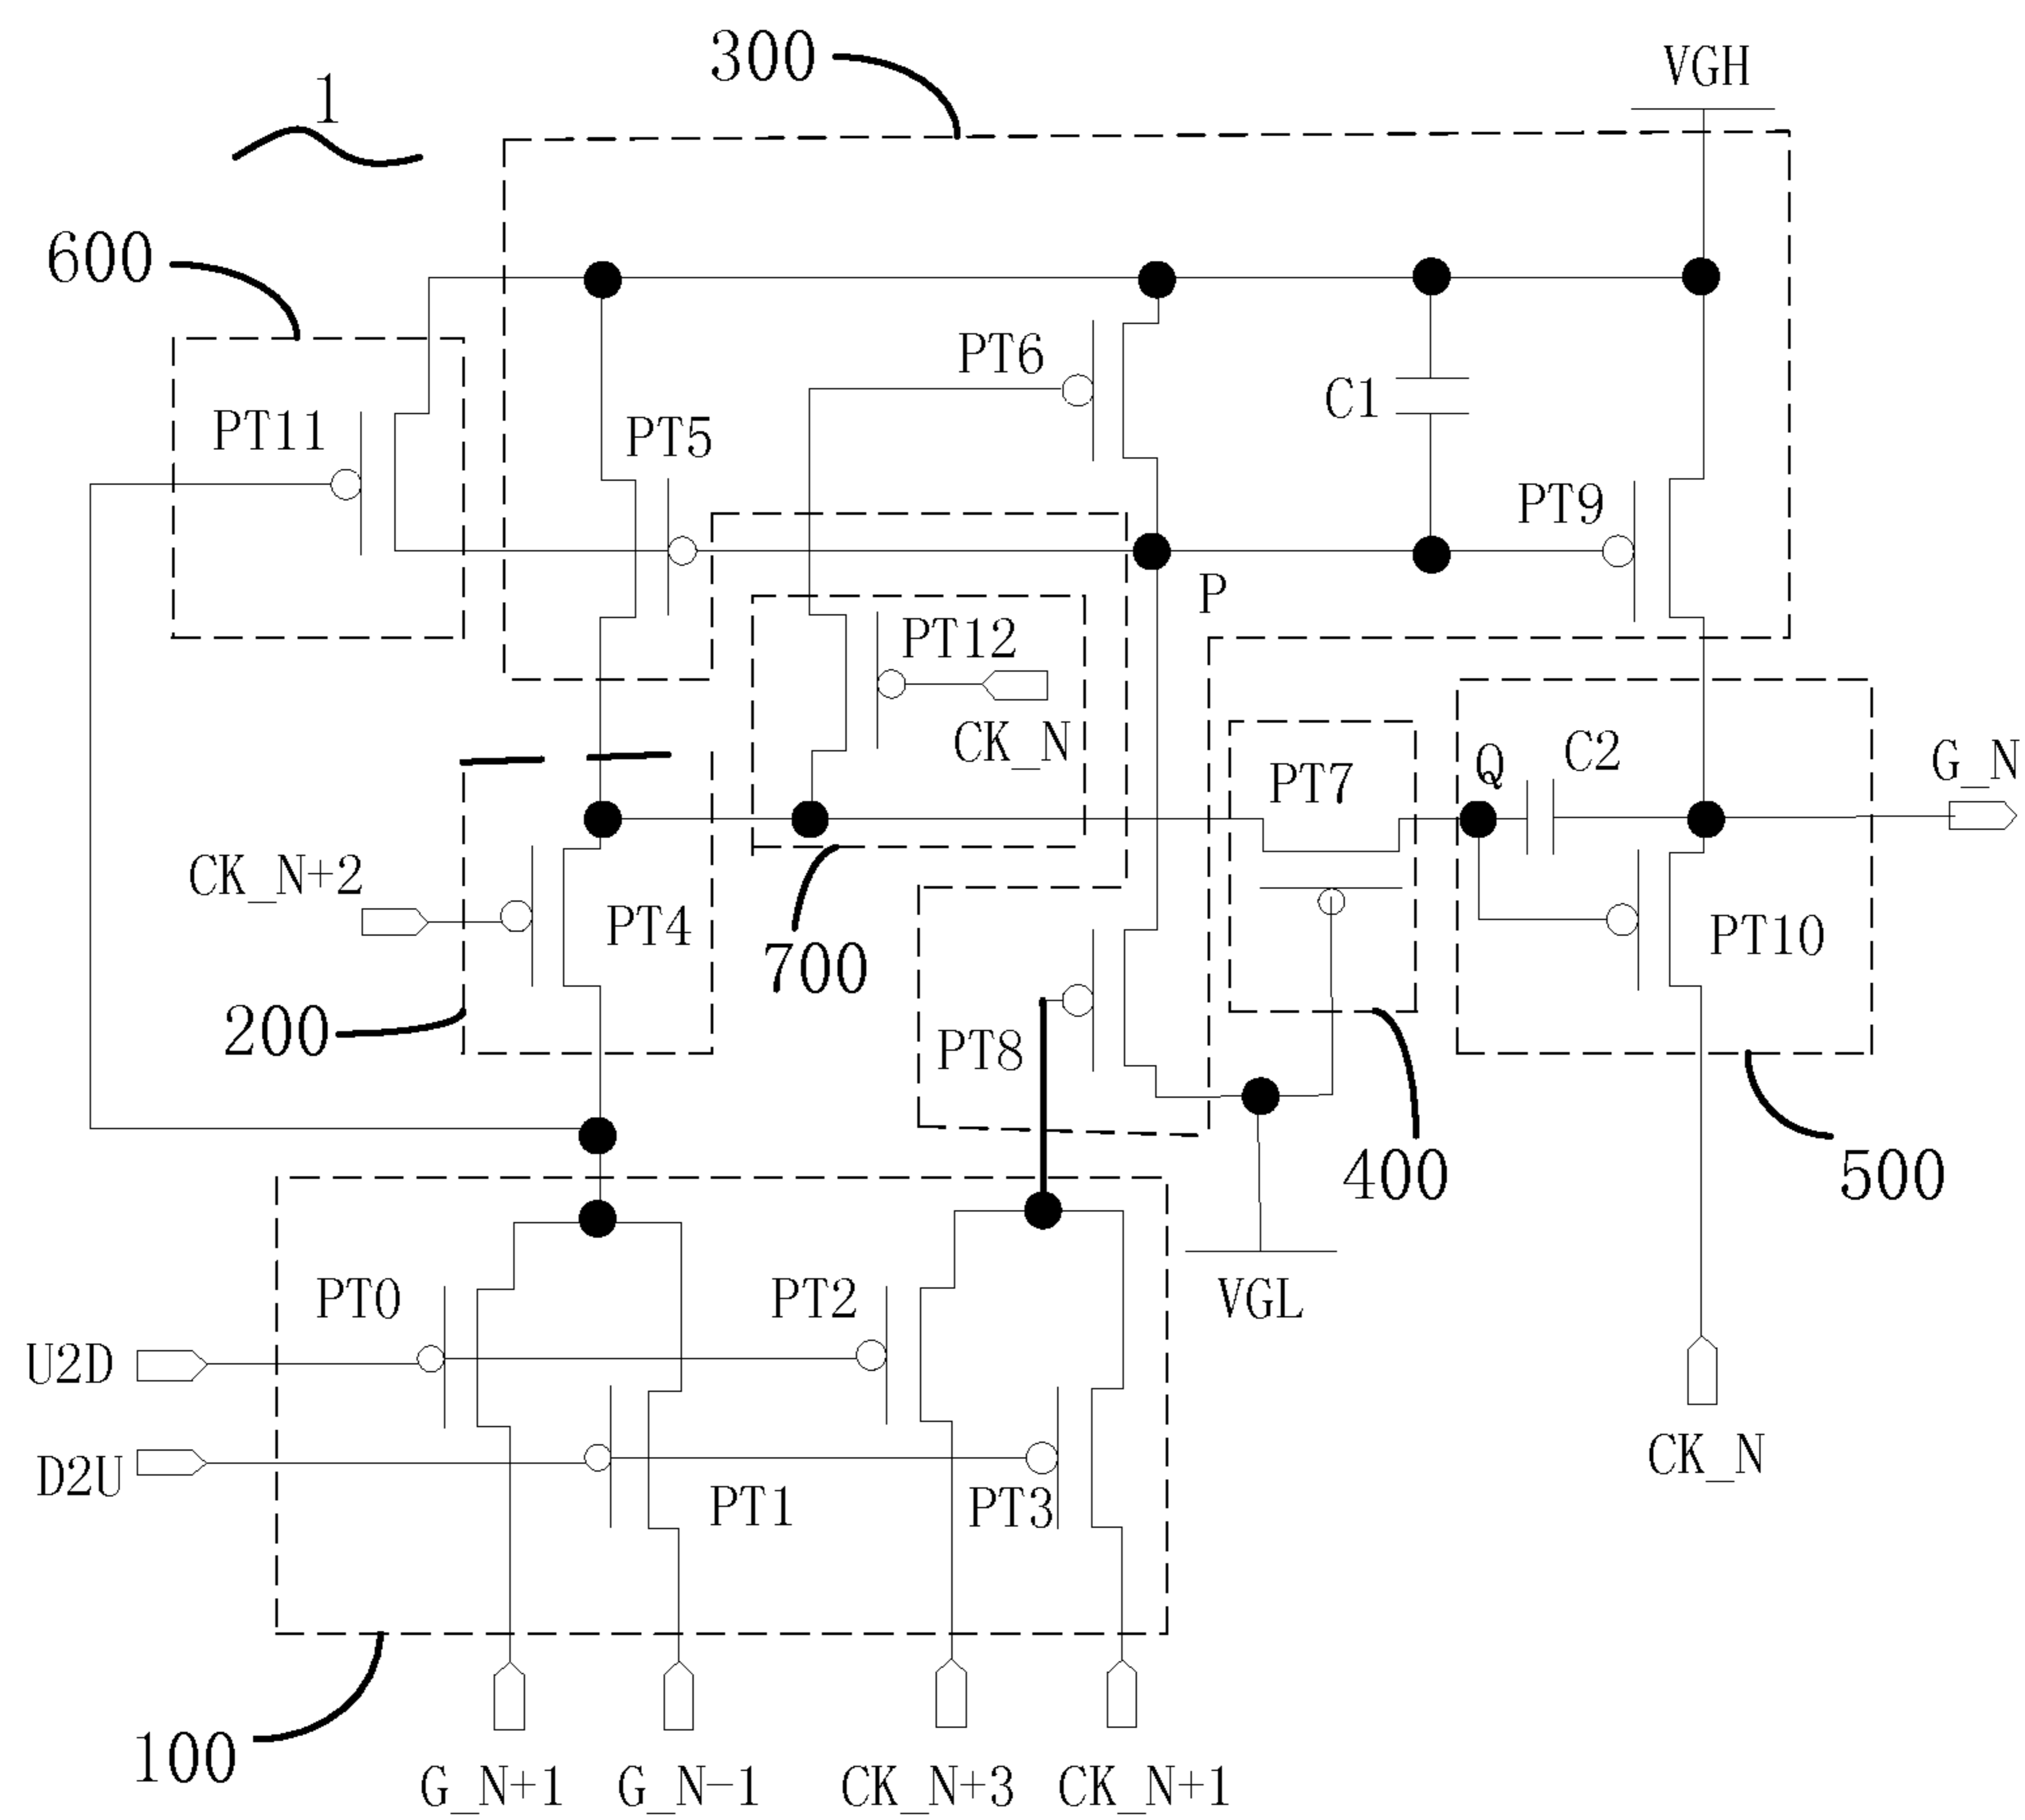 300
VGH
1
600
PT6
C1
PT11
PT5
PT9
P
PT12
CK_N
Q
C2
G_N
PT7
CK_N+2
PT4
PT10
700
200
PT8
400
500
PT0
PT2
VGL
U2D
CK_N
D2U
PT1
PT3
100
G_N+1
G_N-1
CK_N+3
CK_N+1